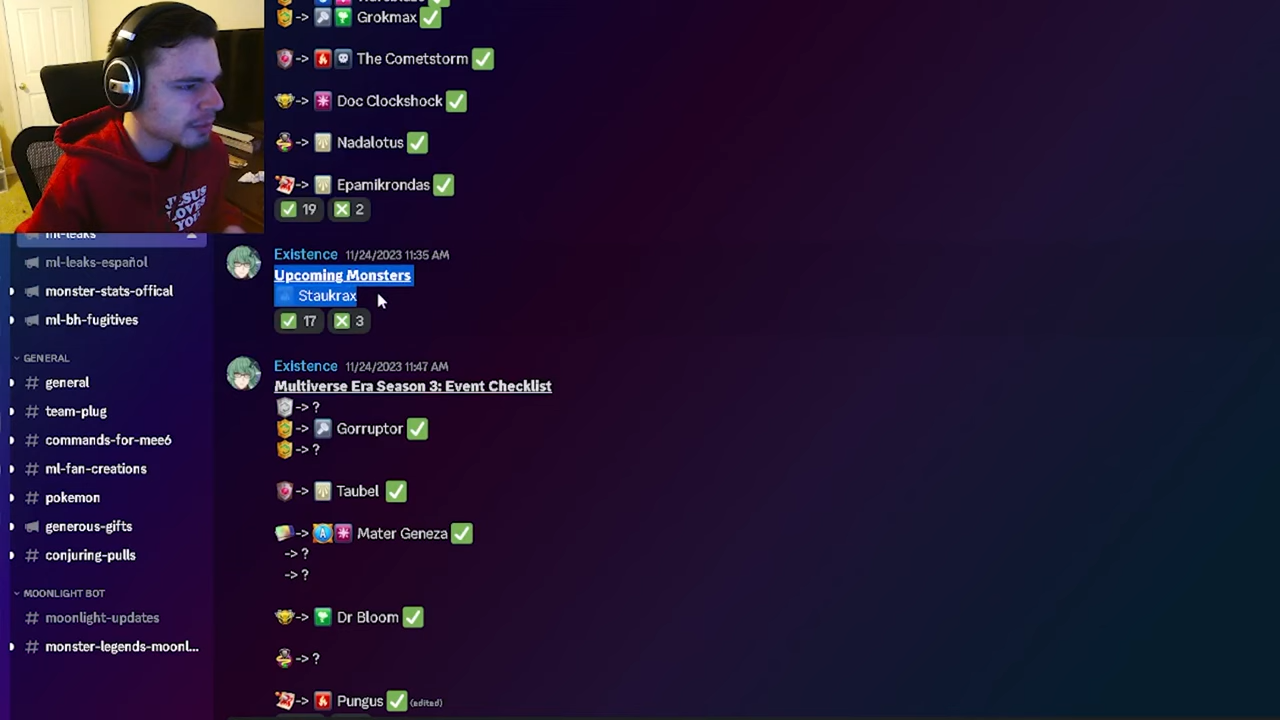 Grokmax
-> The Cometstorm
-> Doc Clockshock
-> Nadalotus
-> Epamikrondas
19 2
JESUS
LOVES
YOU
ml-leaks
ml-leaks-español
monster-stats-offical
ml-bh-fugitives
GENERAL
general
team-plug
commands-for-mee6
ml-fan-creations
pokemon
generous-gifts
conjuring-pulls
MOONLIGHT BOT
moonlight-updates
monster-legends-moonl...
Existence 11/24/2023 11:35 AM
Upcoming Monsters
Staukrax
17 3
Existence 11/24/2023 11:47 AM
Multiverse Era Season 3: Event Checklist
-> ?
-> Gorruptor
-> ?
-> Taubel
-> A Mater Geneza
-> ?
-> ?
-> Dr Bloom
-> ?
-> Pungus (edited)